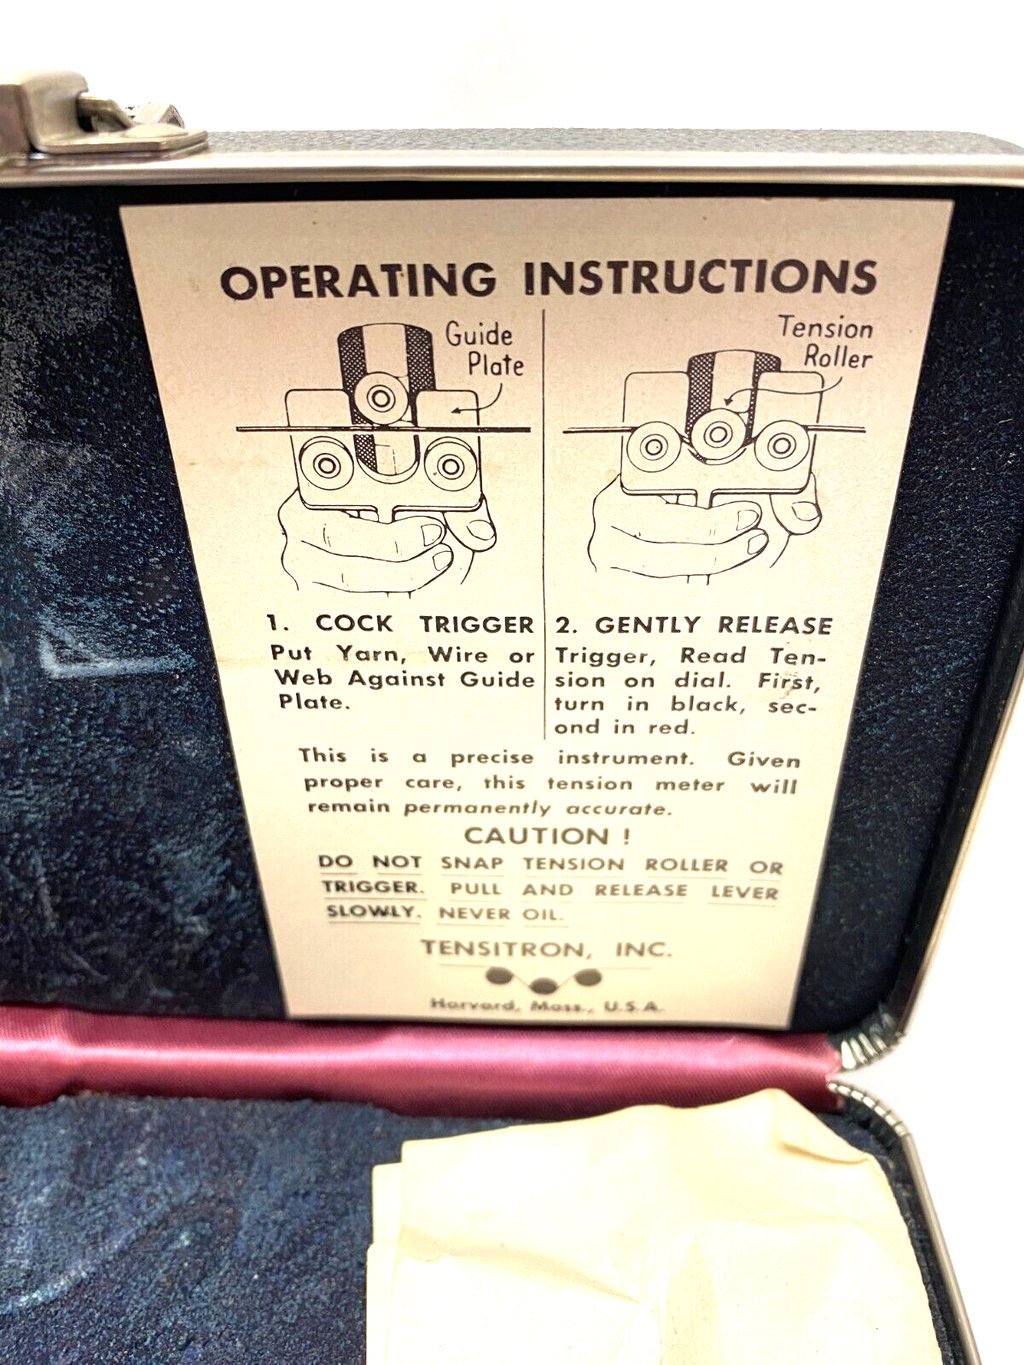 OPERATING INSTRUCTIONS
Guide
Plate
Tension
Roller
1. COCK TRIGGER
Put Yarn, Wire or
Web Against Guide
Plate.
2. GENTLY RELEASE
Trigger, Read Ten-
sion on dial. First,
turn in black, sec-
ond in red.
This is a precise instrument. Given
proper care, this tension meter will
remain permanently accurate.
CAUTION !
DO NOT SNAP TENSION ROLLER OR
TRIGGER. PULL AND RELEASE LEVER
SLOWLY. NEVER OIL.
TENSITRON, INC.
Harvard, Mass., U.S.A.